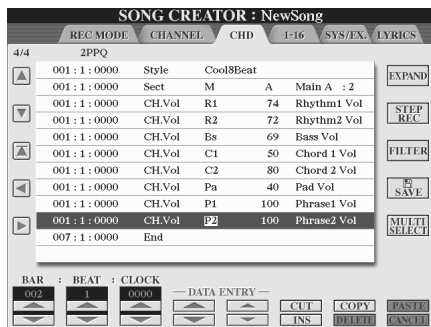 SONG CREATOR : NewSong
REC MODE CHANNEL CHD 1-16 SYS/EX. LYRICS
4/4 2PPQ
001 : 1 : 0000 Style Cool8Beat
001 : 1 : 0000 Sect M A Main A : 2
001 : 1 : 0000 CH.Vol R1 74 Rhythm1 Vol
001 : 1 : 0000 CH.Vol R2 72 Rhythm2 Vol
001 : 1 : 0000 CH.Vol Bs 69 Bass Vol
001 : 1 : 0000 CH.Vol C1 50 Chord 1 Vol
001 : 1 : 0000 CH.Vol C2 80 Chord 2 Vol
001 : 1 : 0000 CH.Vol Pa 40 Pad Vol
001 : 1 : 0000 CH.Vol P1 100 Phrase1 Vol
001 : 1 : 0000 CH.Vol P2 100 Phrase2 Vol
007 : 1 : 0000 End
EXPAND
STEP
REC
FILTER
SAVE
MULTI
SELECT
BAR : BEAT : CLOCK
002 1 0000
DATA ENTRY
CUT COPY PASTE
INS DELETE CANCEL